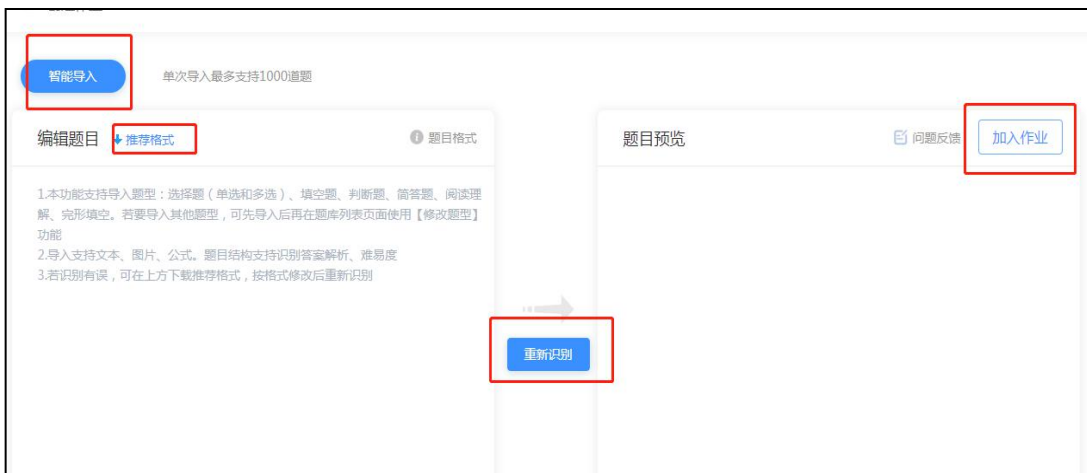 智能导入
单次导入最多支持1000道题
编辑题目
推荐格式
题目格式
1.本功能支持导入题型：选择题（单选和多选）、填空题、判断题、简答题、阅读理
解、完形填空。若要导入其他题型，可先导入后再在题库列表页面使用【修改题型】
功能
2.导入支持文本、图片、公式。题目结构支持识别答案解析、难易度
3.若识别有误，可在上方下载推荐格式，按格式修改后重新识别
重新识别
题目预览
问题反馈
加入作业